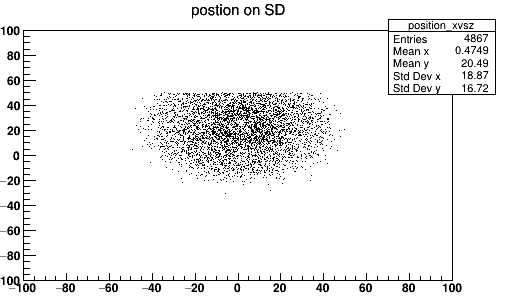 postion on SD
position_xvsz
Entries 4867
Mean x 0.4749
Mean y 20.49
Std Dev x 18.87
Std Dev y 16.72
100
80
60
40
20
0
−20
−40
−60
−80
−100
−100 −80 −60 −40 −20 0 20 40 60 80 100